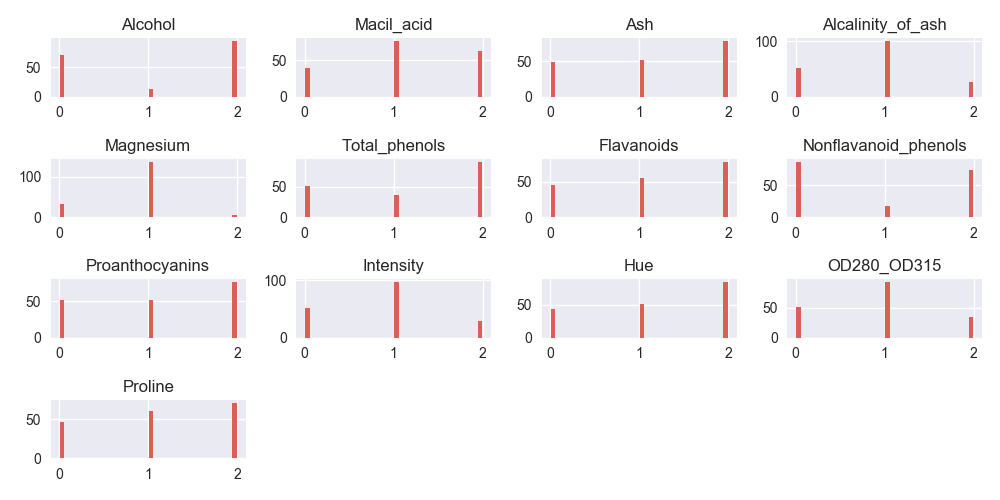 Alcohol Macil_acid Ash Alcalinity_of_ash
50 0 0 1 2
50 0 0 1 2
50 0 0 1 2
100 0 0 1 2
Magnesium Total_phenols Flavanoids Nonflavanoid_phenols
100 0 0 1 2
50 0 0 1 2
50 0 0 1 2
50 0 0 1 2
Proanthocyanins Intensity Hue OD280_OD315
50 0 0 1 2
100 0 0 1 2
50 0 0 1 2
50 0 0 1 2
Proline
50 0 0 1 2